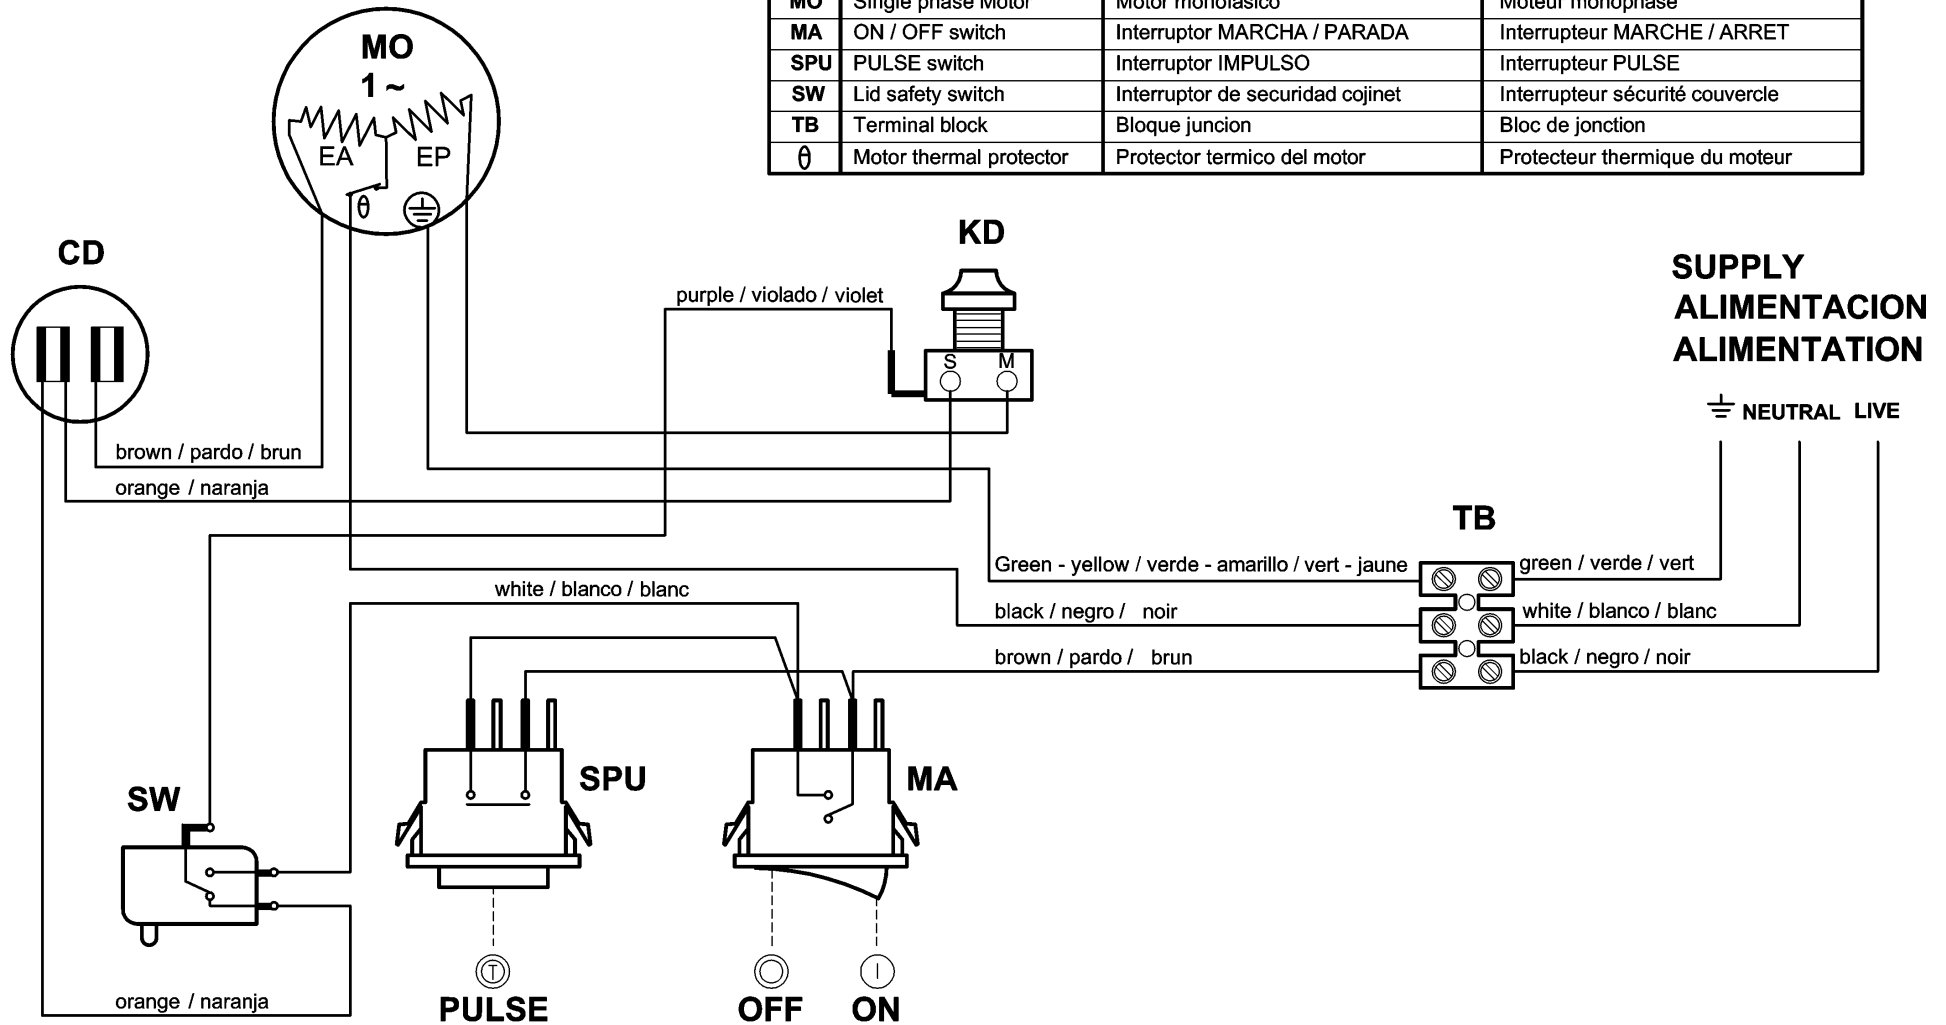 MO Single phase Motor Motor monofasico Moteur monophase
MA ON / OFF switch Interruptor MARCHA / PARADA Interrupteur MARCHE / ARRET
SPU PULSE switch Interruptor IMPULSO Interrupteur PULSE
SW Lid safety switch Interruptor de securidad cojinet Interrupteur sécurité couvercle
TB Terminal block Bloque juncion Bloc de jonction
θ Motor thermal protector Protector termico del motor Protecteur thermique du moteur
MO
1 ~
EA EP
θ
CD
KD
purple / violado / violet
S M
SUPPLY
ALIMENTACION
ALIMENTATION
NEUTRAL LIVE
brown / pardo / brun
orange / naranja
TB
Green - yellow / verde - amarillo / vert - jaune
green / verde / vert
white / blanco / blanc
black / negro / noir
white / blanco / blanc
brown / pardo / brun
black / negro / noir
SPU
MA
SW
T
I
PULSE
OFF
ON
orange / naranja